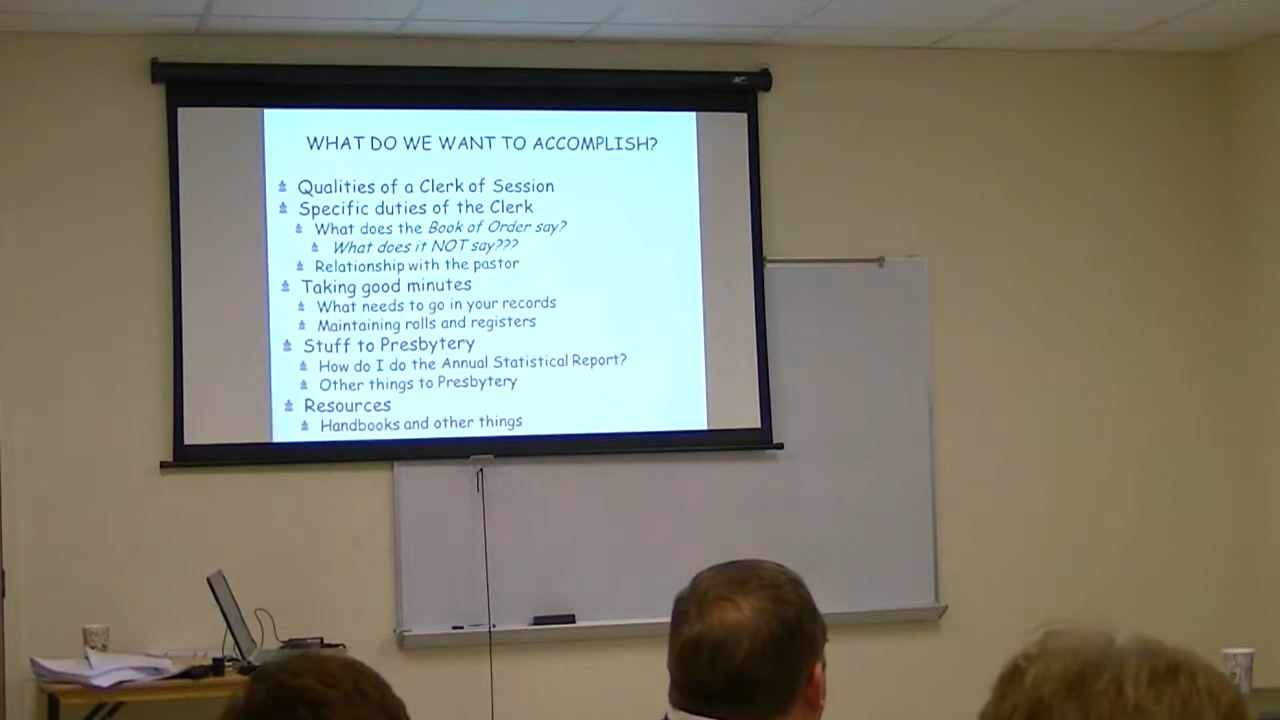 WHAT DO WE WANT TO ACCOMPLISH?
Qualities of a Clerk of Session
Specific duties of the Clerk
What does the Book of Order say?
What does it NOT say???
Relationship with the pastor
Taking good minutes
What needs to go in your records
Maintaining rolls and registers
Stuff to Presbytery
How do I do the Annual Statistical Report?
Other things to Presbytery
Resources
Handbooks and other things